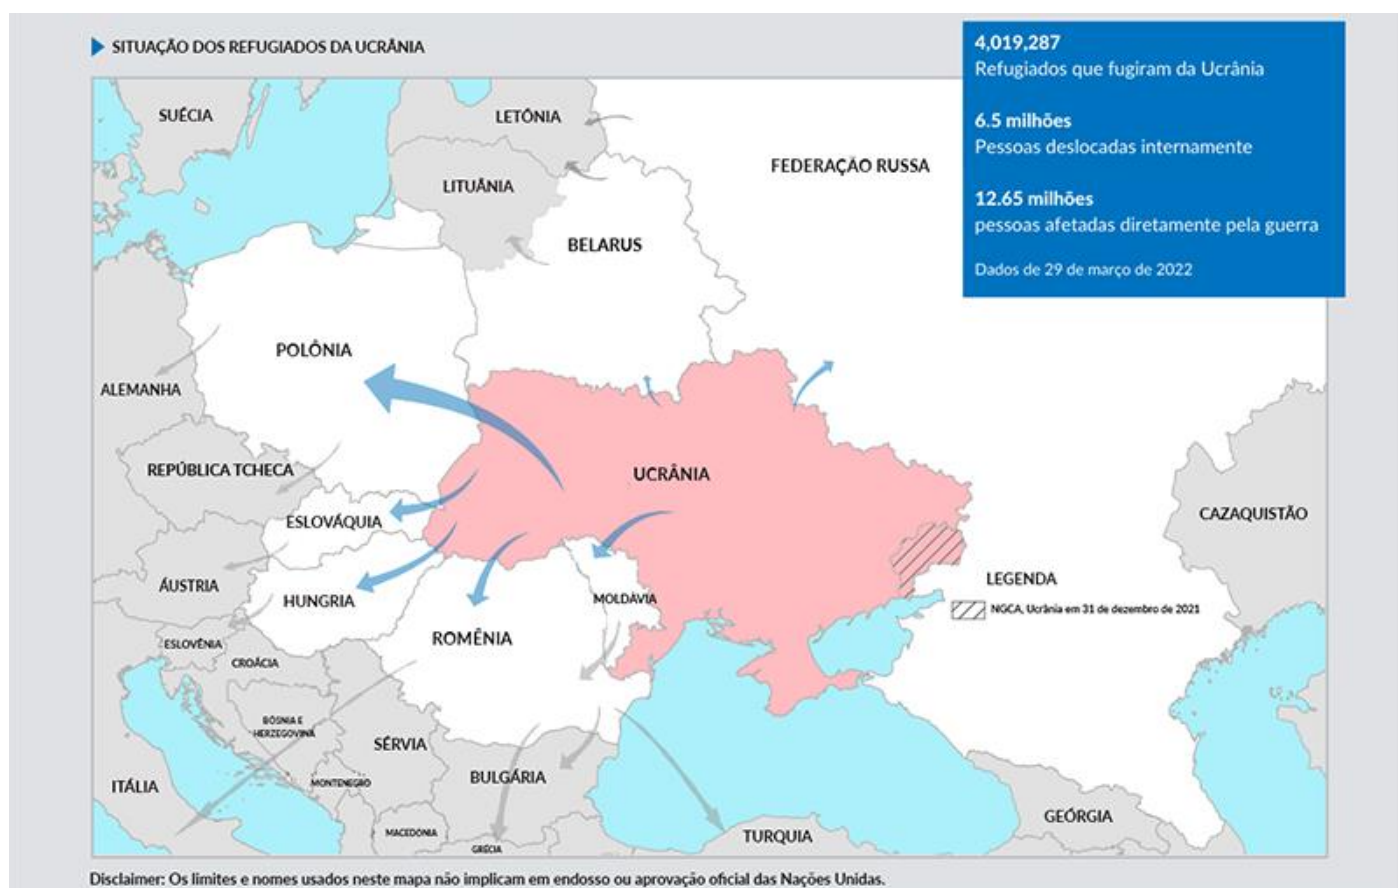 SITUAÇÃO DOS REFUGIADOS DA UCRÂNIA
4,019,287
Refugiados que fugiram da Ucrânia
6.5 milhões
Pessoas deslocadas internamente
12.65 milhões
pessoas afetadas diretamente pela guerra
Dados de 29 de março de 2022
SUÉCIA
LETÔNIA
FEDERAÇÃO RUSSA
LITUÂNIA
BELARUS
POLÔNIA
ALEMANHA
REPÚBLICA TCHECA
UCRÂNIA
ESLOVÁQUIA
CAZAQUISTÃO
ÁUSTRIA
HUNGRIA
MOLDÁVIA
LEGENDA
NGCA, Ucrânia em 31 de dezembro de 2021
ROMÊNIA
ESLOVÊNIA
CROÁCIA
BÓSNIA E
HERZEGOVINA
SÉRVIA
MONTENEGRO
BULGÁRIA
ITÁLIA
MACEDONIA
GRÉCIA
TURQUIA
GEÓRGIA
Disclaimer: Os limites e nomes usados neste mapa não implicam em endosso ou aprovação oficial das Nações Unidas.